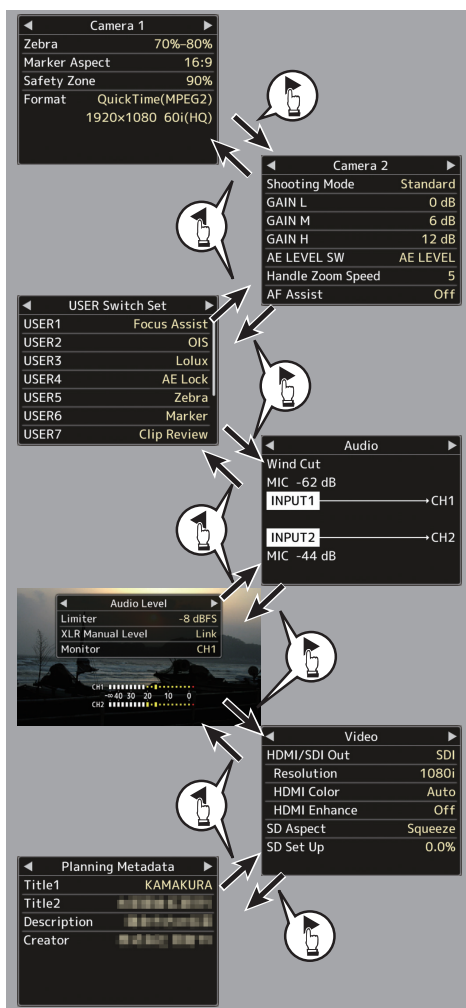 Camera 1
Zebra 70%–80%
Marker Aspect 16:9
Safety Zone 90%
Format QuickTime(MPEG2)
1920×1080 60i(HQ)
Camera 2
Shooting Mode Standard
GAIN L 0 dB
GAIN M 6 dB
GAIN H 12 dB
AE LEVEL SW AE LEVEL
Handle Zoom Speed 5
AF Assist Off
USER Switch Set
USER1 Focus Assist
USER2 OIS
USER3 Lolux
USER4 AE Lock
USER5 Zebra
USER6 Marker
USER7 Clip Review
Audio
Wind Cut
MIC -62 dB
INPUT1 CH1
INPUT2 CH2
MIC -44 dB
Audio Level
Limiter -8 dBFS
XLR Manual Level Link
Monitor CH1
CH1
-∞ 40 30 20 10 0
CH2
Video
HDMI/SDI Out SDI
Resolution 1080i
HDMI Color Auto
HDMI Enhance Off
SD Aspect Squeeze
SD Set Up 0.0%
Planning Metadata
Title1 KAMAKURA
Title2
Description
Creator